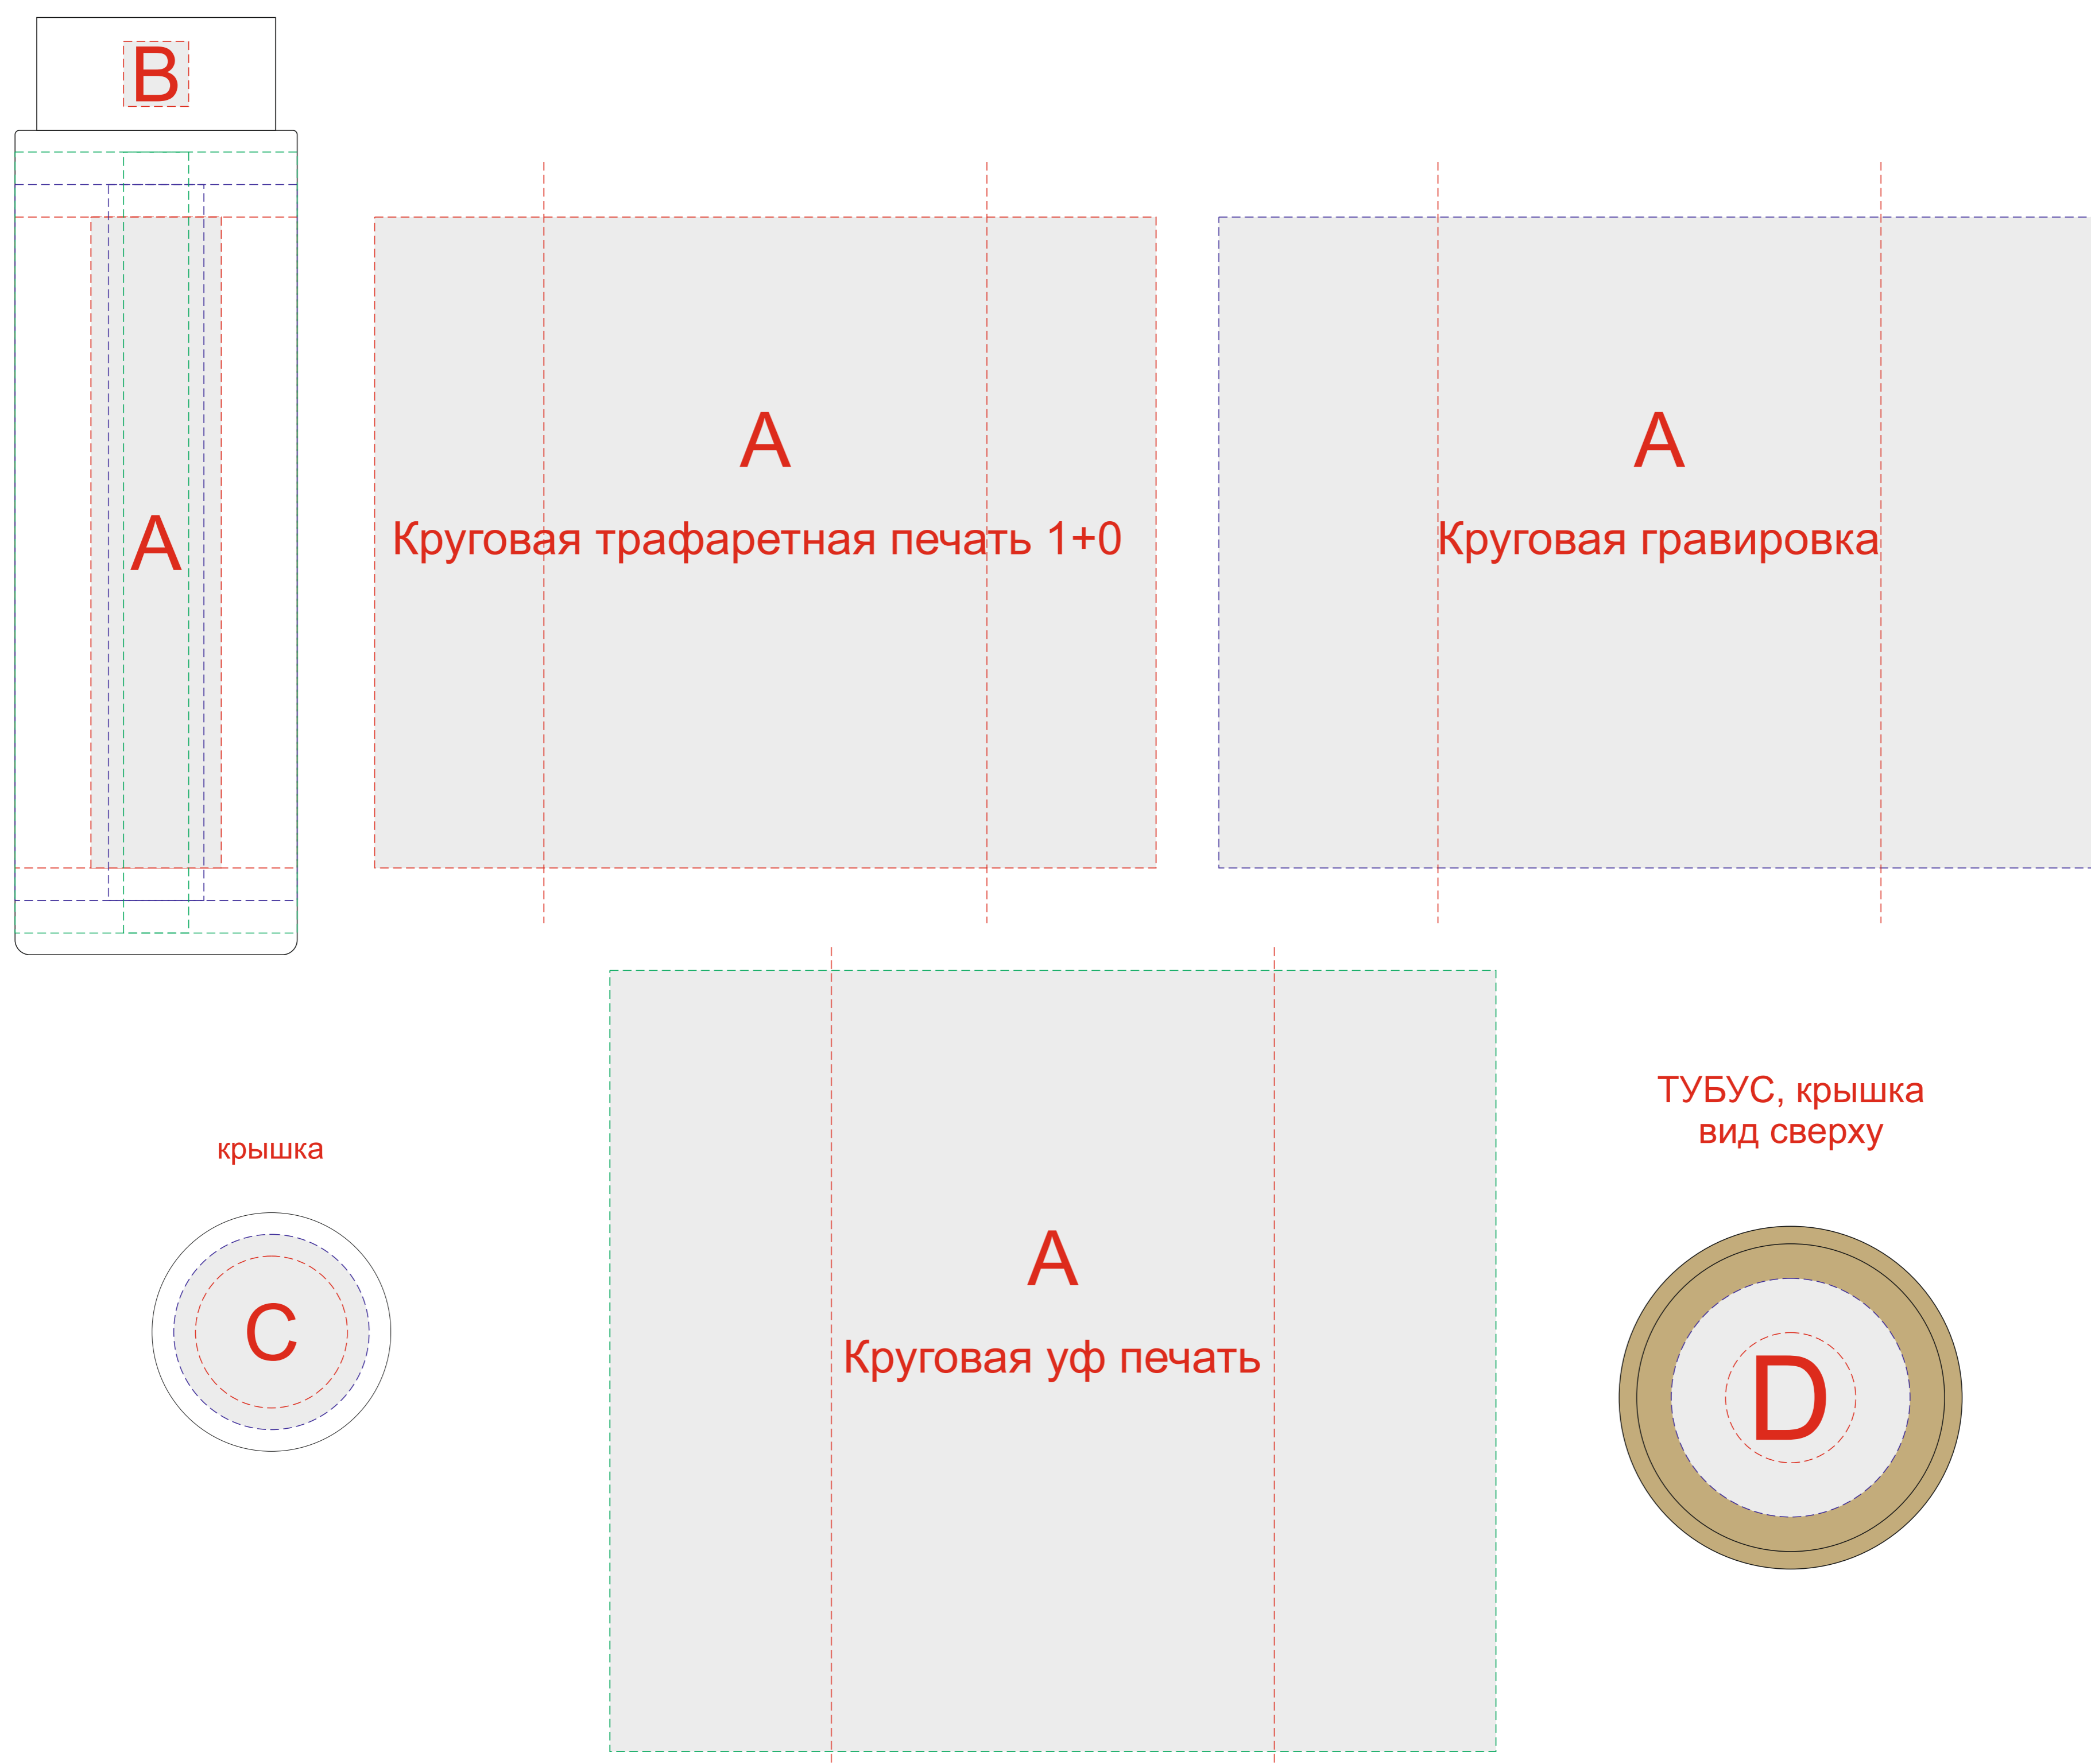 B
A
A
Круговая трафаретная печать 1+0
A
Круговая гравировка
крышка
C
A
Круговая уф печать
ТУБУС, крышка
вид сверху
D